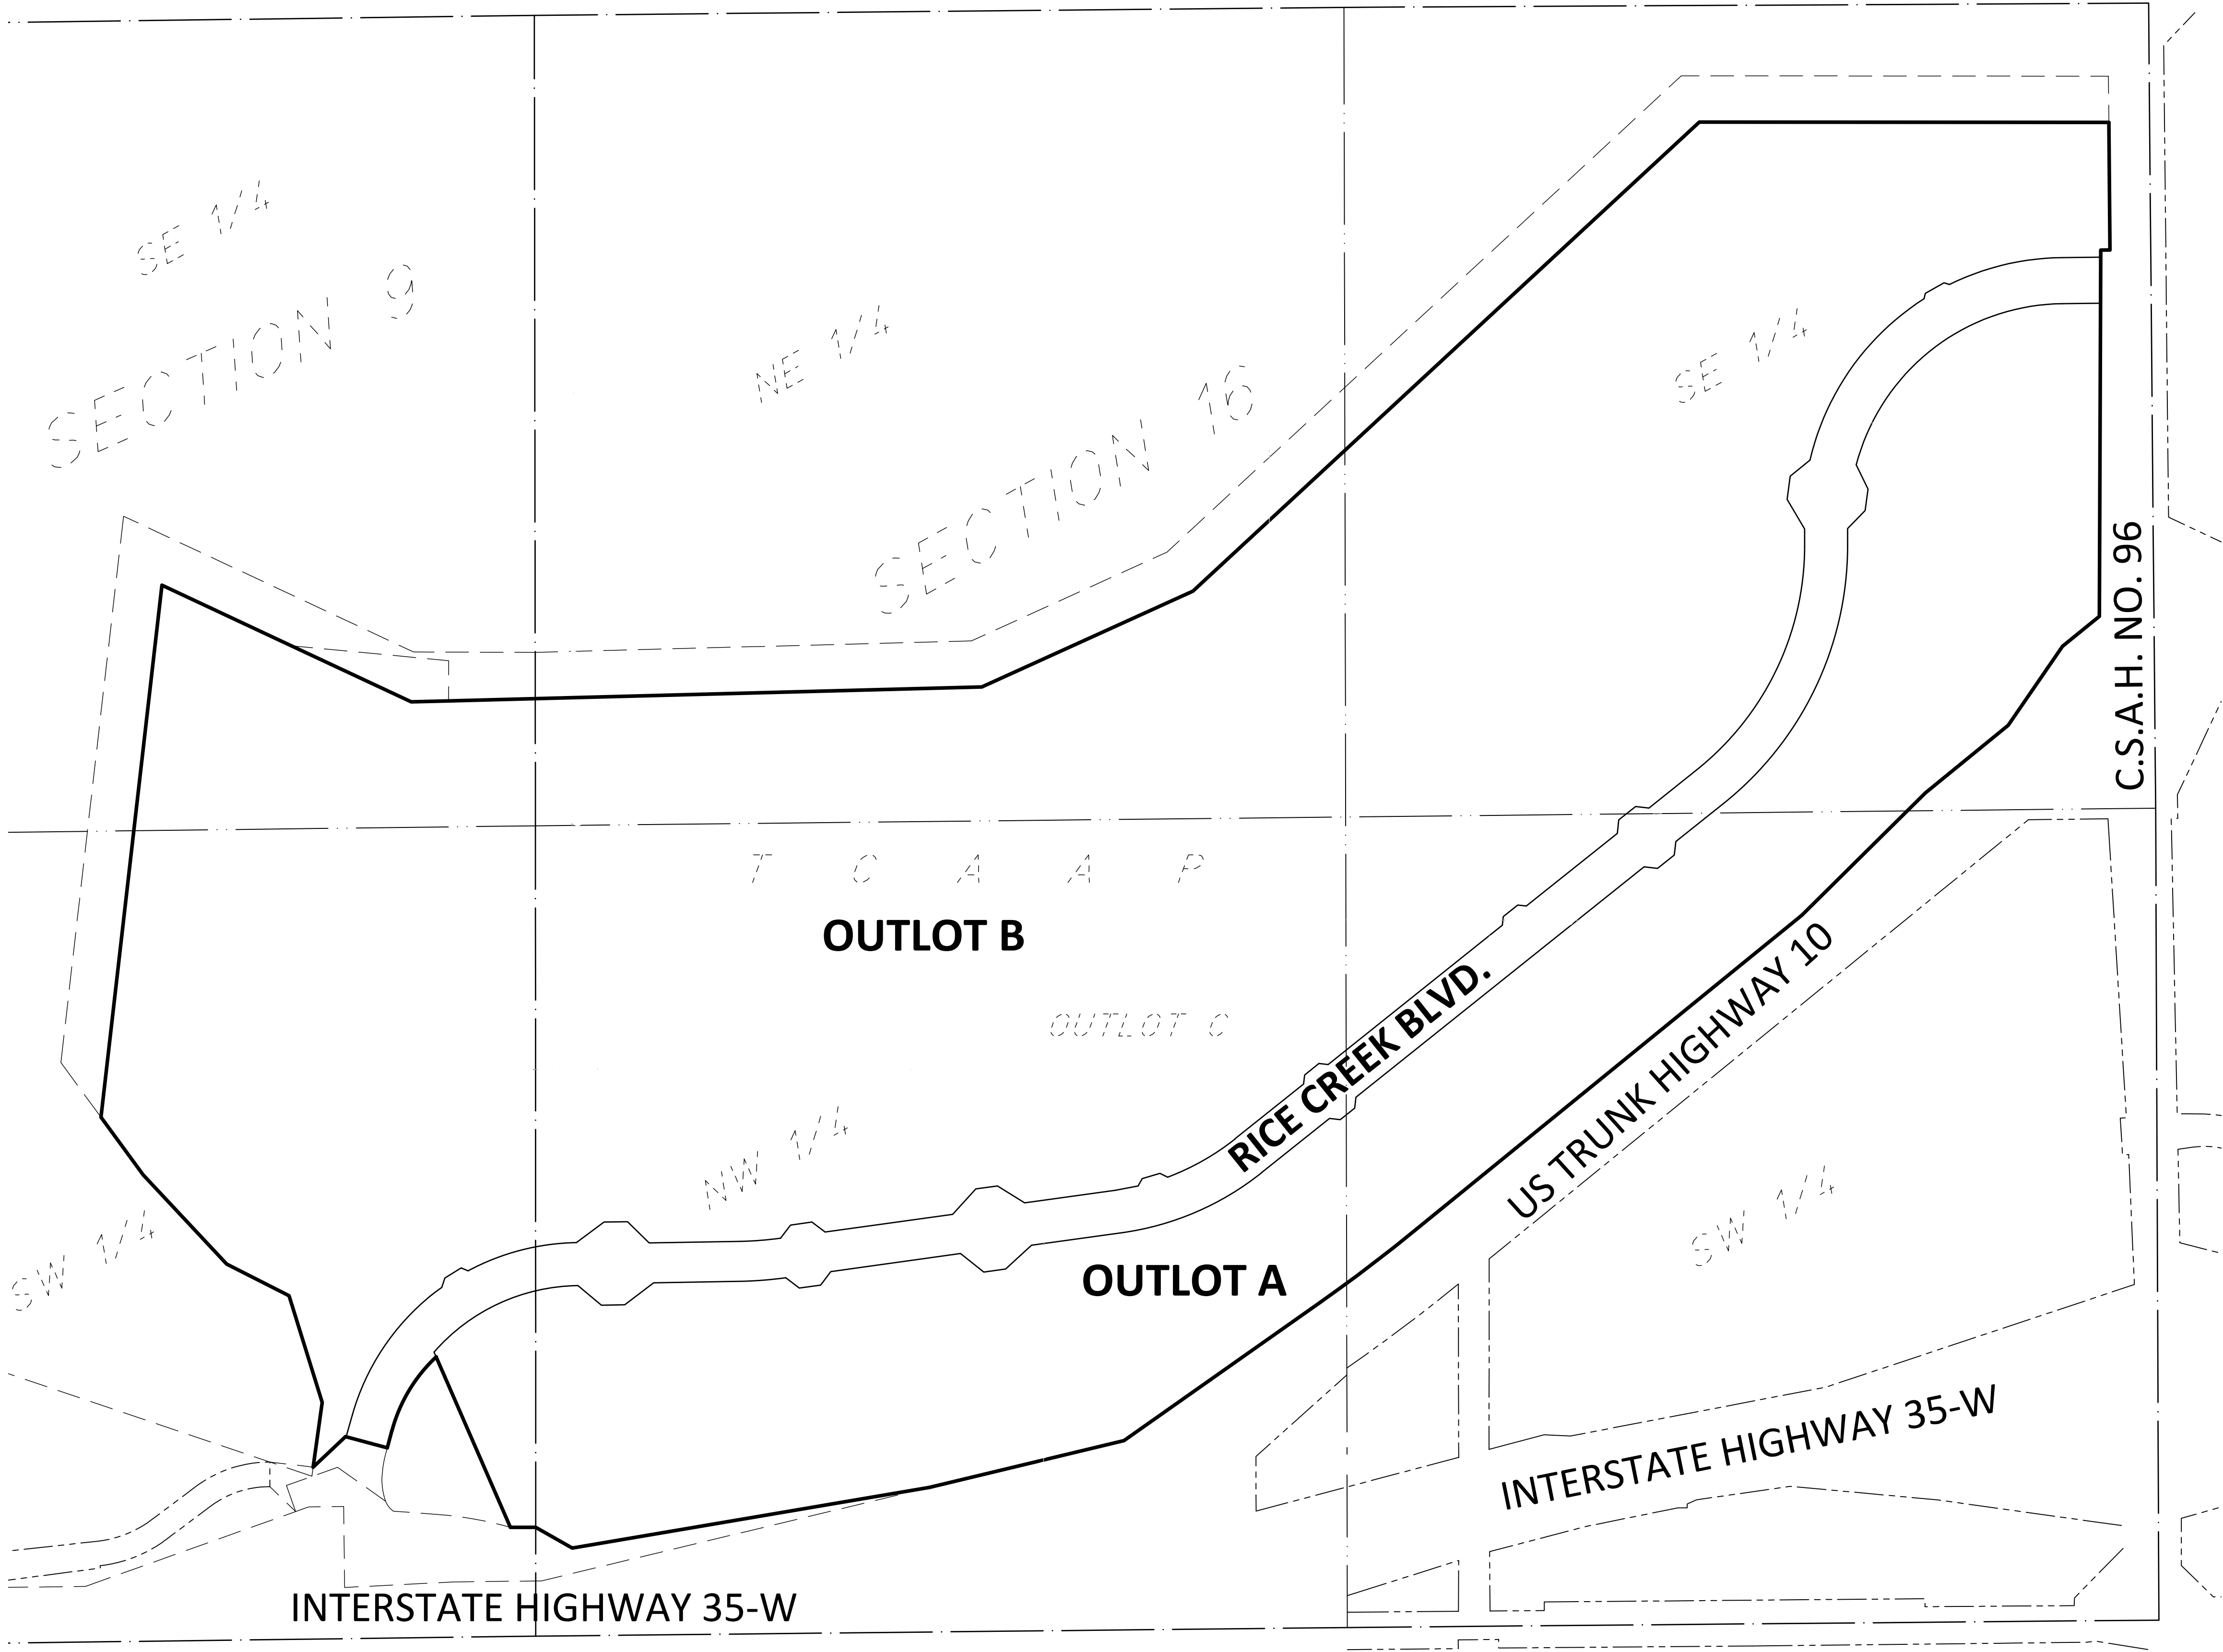 SE 1/4
SECTION 9
NE 1/4
SECTION 16
SE 1/4
C.S.A.H. NO. 96
T C A A P
OUTLOT B
OUTLOT C
RICE CREEK BLVD.
US TRUNK HIGHWAY 10
NW 1/4
SW 1/4
SW 1/4
OUTLOT A
INTERSTATE HIGHWAY 35-W
INTERSTATE HIGHWAY 35-W